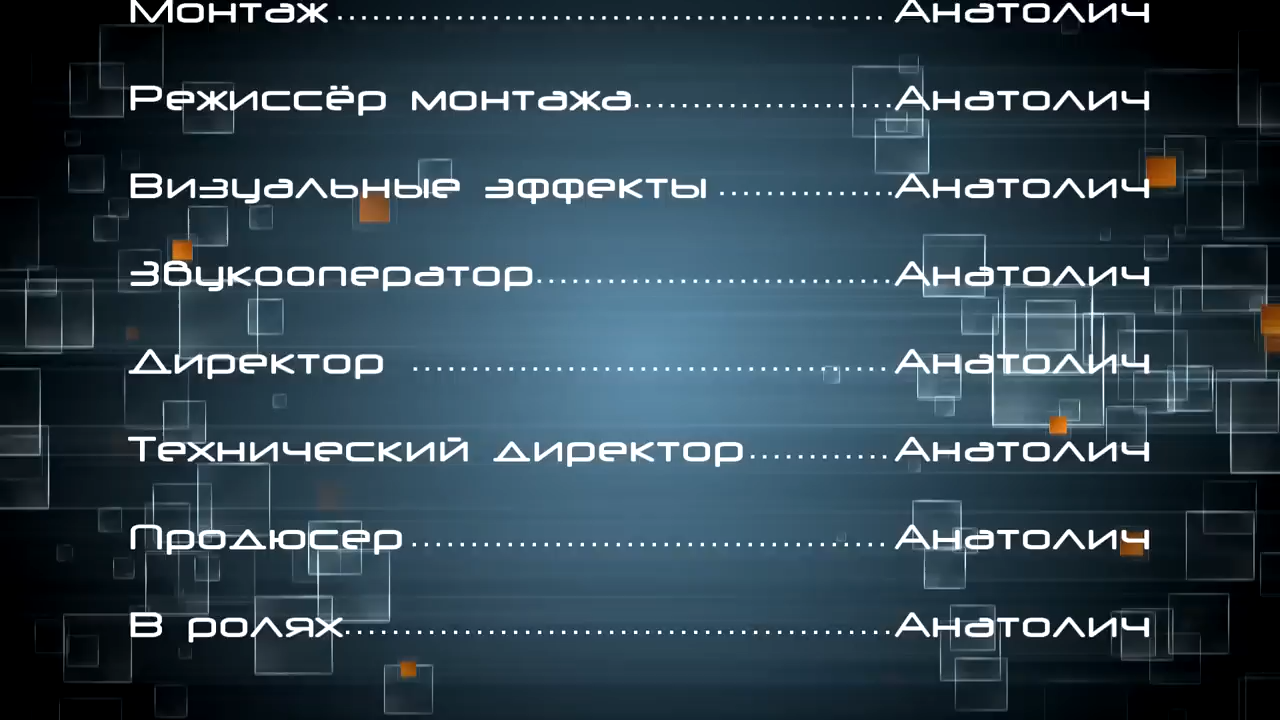 Монтаж ...................................................... Анатолич
Режиссёр монтажа.......................... Анатолич
Визуальные эффекты ................. Анатолич
Звукооператор.................................... Анатолич
Директор ................................................ Анатолич
Технический директор.............. Анатолич
Продюсер ................................................ Анатолич
В ролях...................................................... Анатолич